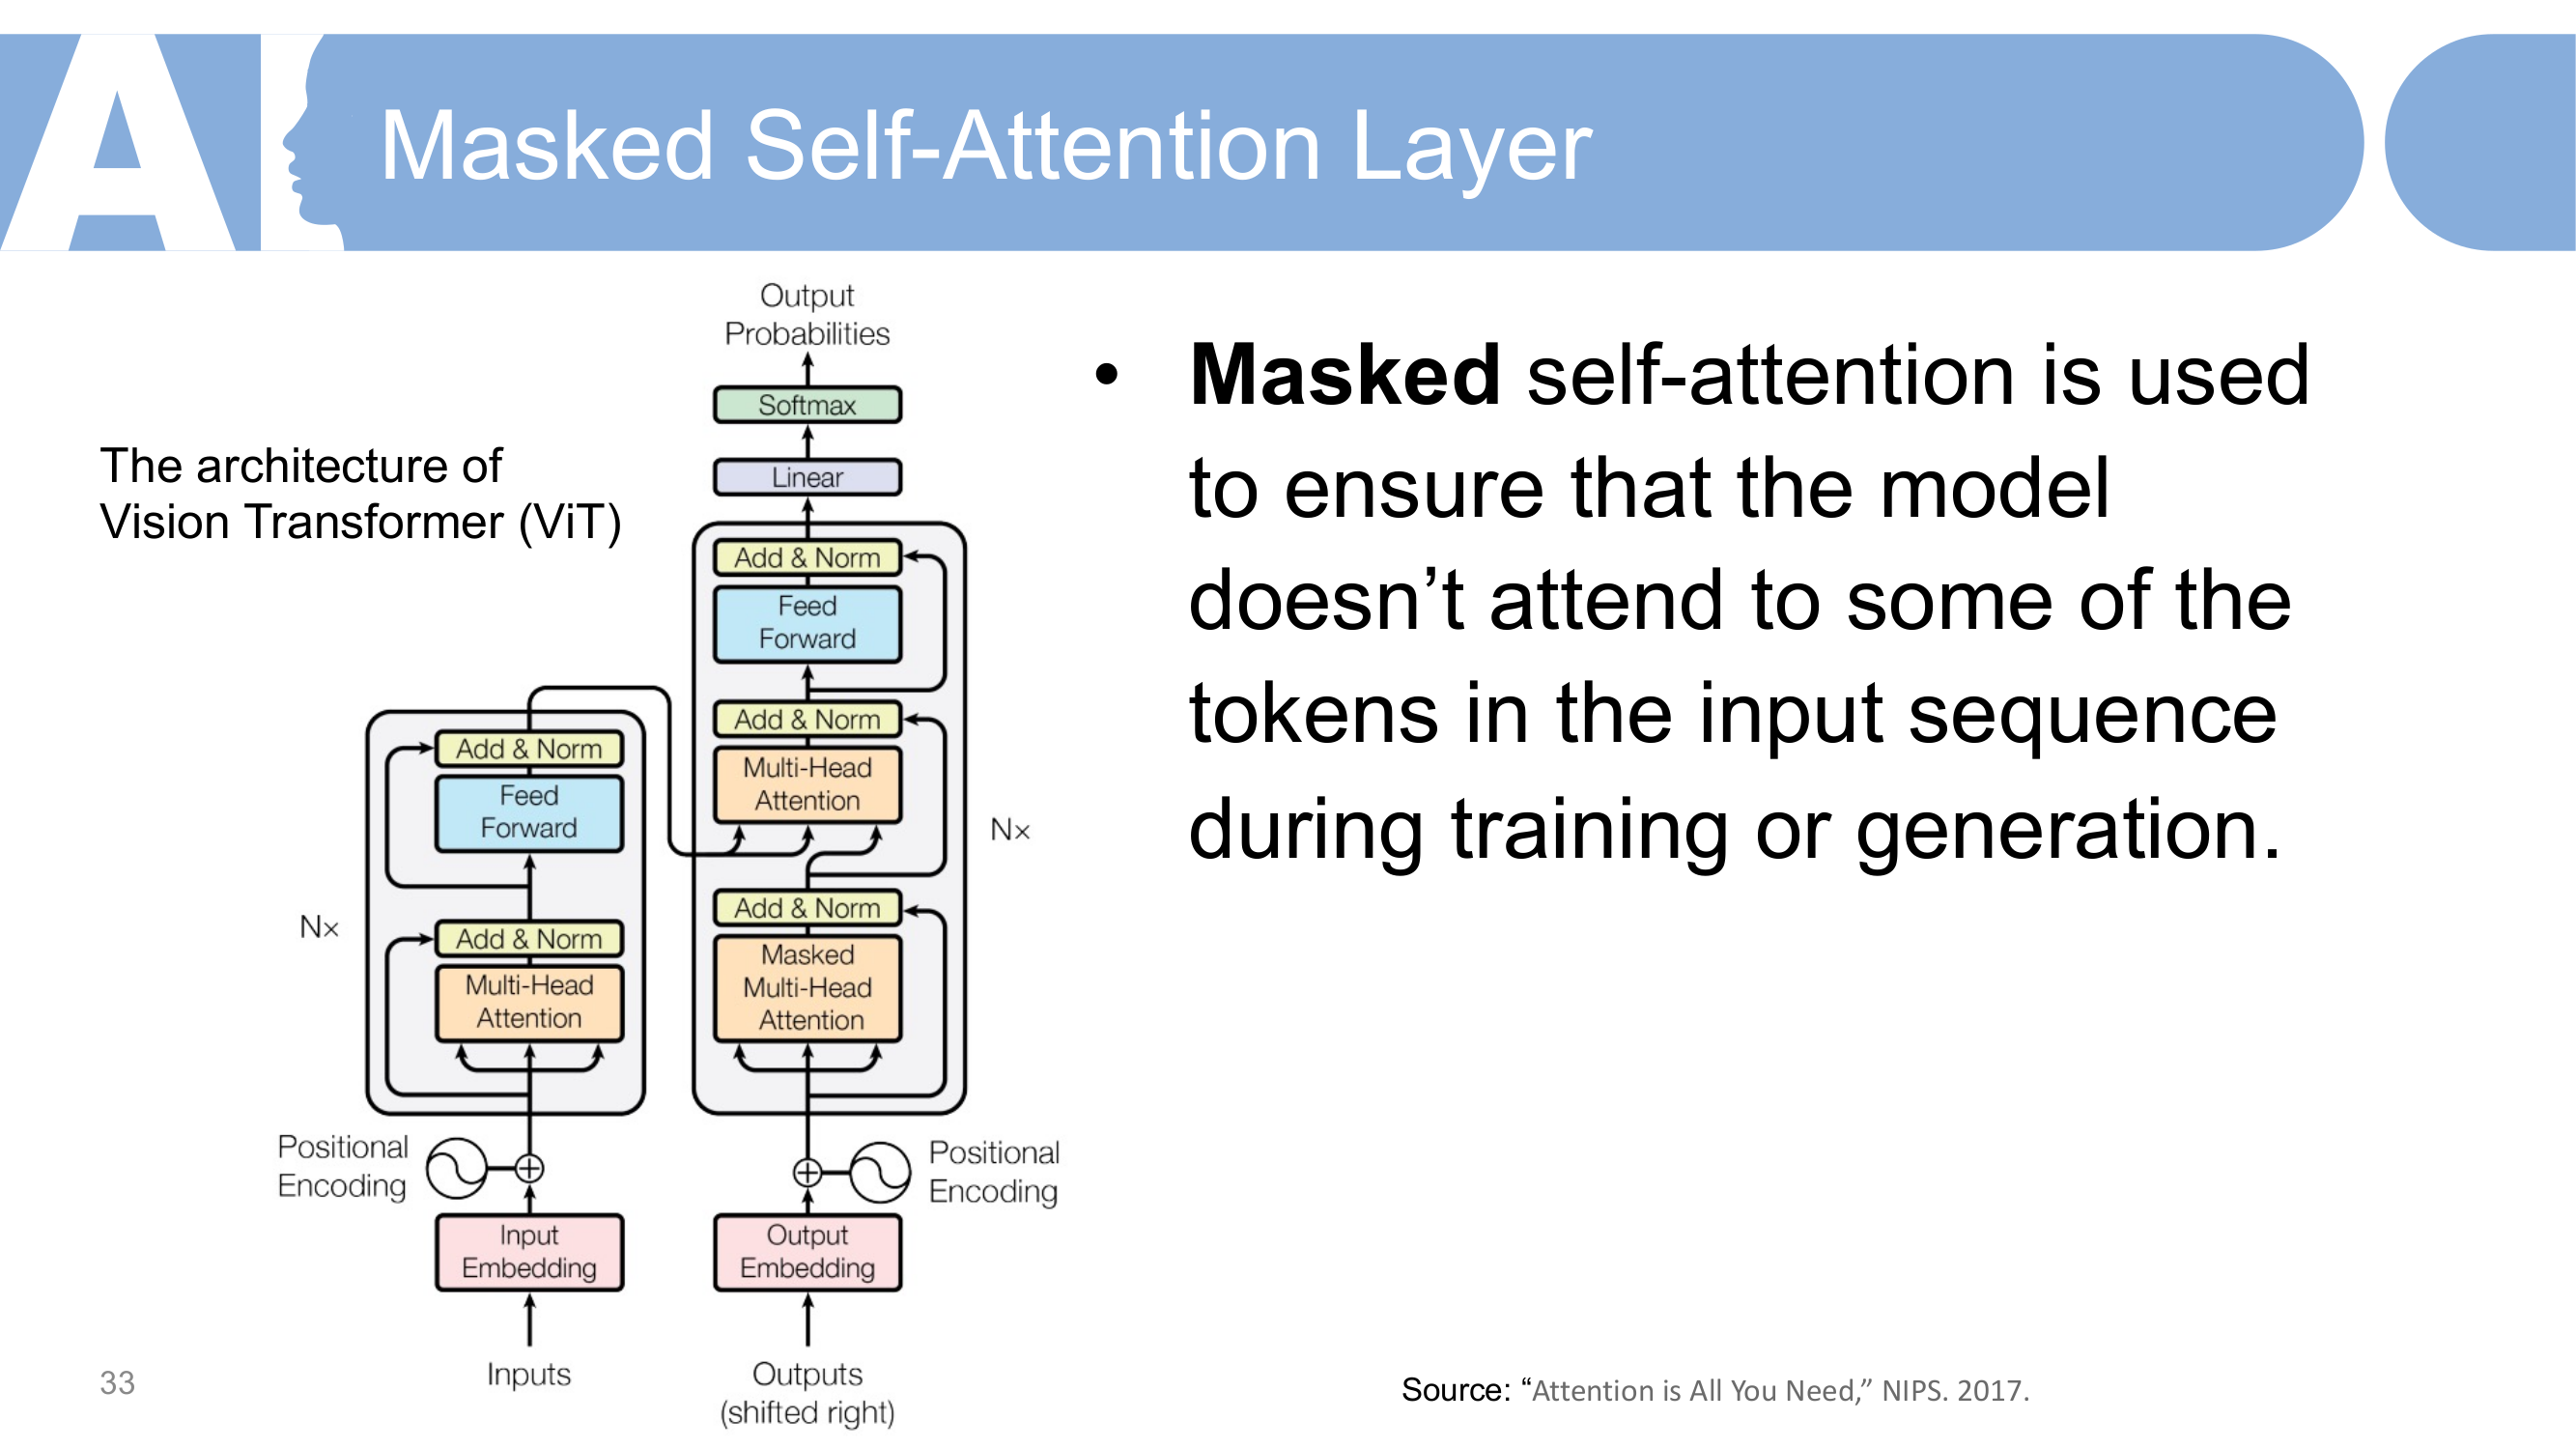 AI
Masked Self-Attention Layer
The architecture of
Vision Transformer (ViT)
Output
Probabilities
Softmax
Linear
Add & Norm
Feed
Forward
Add & Norm
Multi-Head
Attention
Nx
Add & Norm
Masked
Multi-Head
Attention
Add & Norm
Feed
Forward
Nx
Add & Norm
Multi-Head
Attention
Positional
Encoding
Positional
Encoding
Input
Embedding
Output
Embedding
Inputs
Outputs
(shifted right)
• Masked self-attention is used
to ensure that the model
doesn’t attend to some of the
tokens in the input sequence
during training or generation.
33
Source: “Attention is All You Need,” NIPS. 2017.